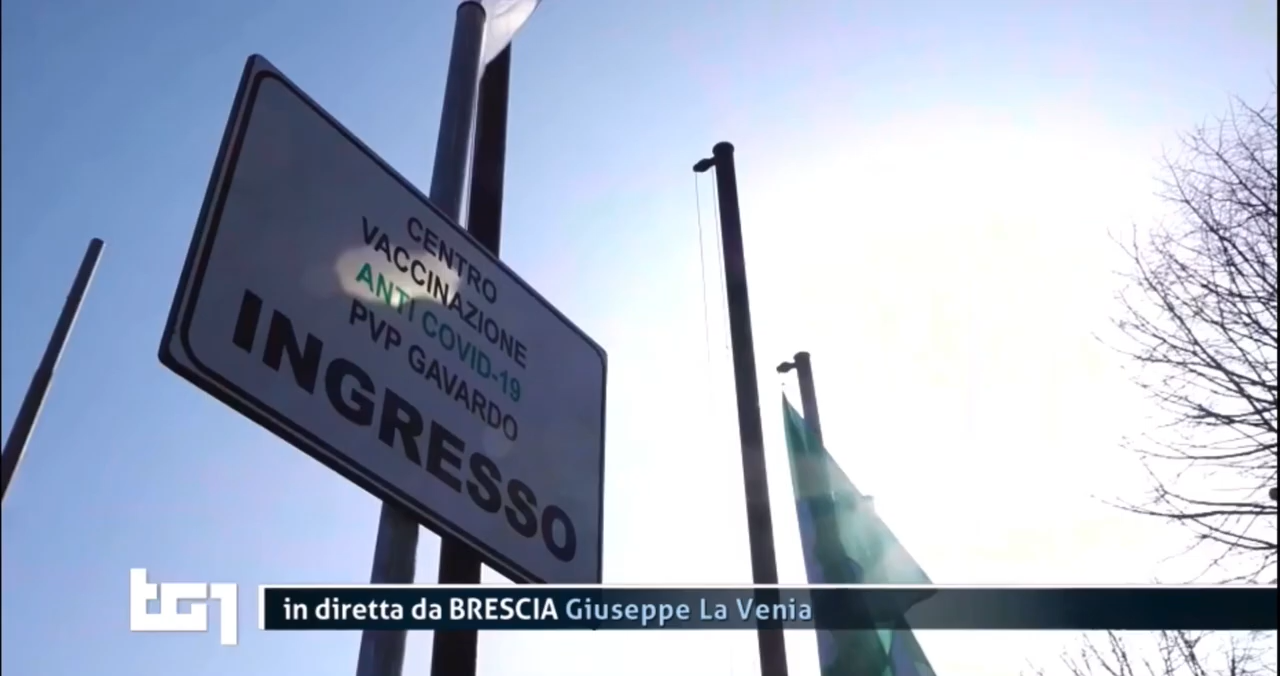 CENTRO
VACCINAZIONE
ANTI COVID-19
PVP GAVARDO
INGRESSO
tg1
in diretta da BRESCIA Giuseppe La Venia